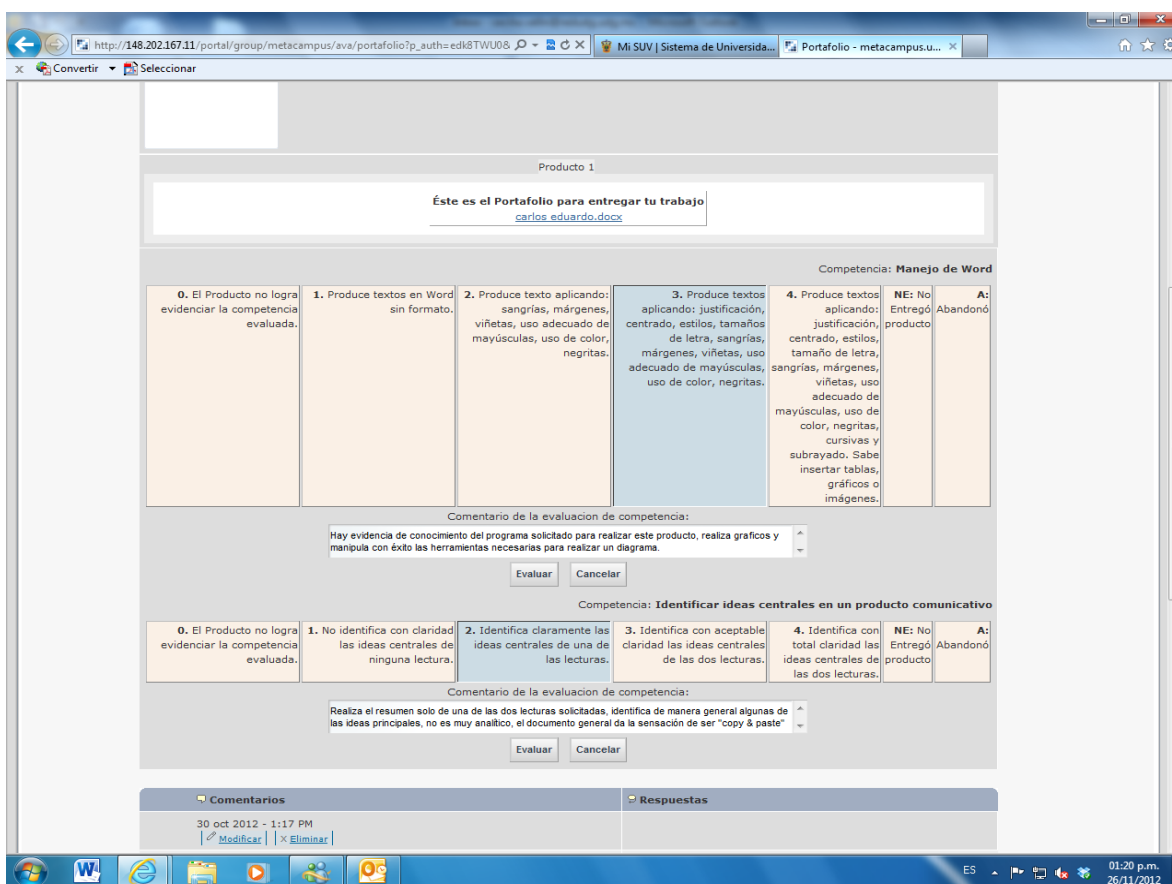 http://148.202.167.11/portal/group/metacampus/ava/portafolio?p_auth=edk8TWU0&
Mi SUV | Sistema de Universida...
Portafolio - metacampus.u...
x Convertir Seleccionar
Producto 1
Éste es el Portafolio para entregar tu trabajo
carlos eduardo.docx
Competencia: Manejo de Word
0. El Producto no logra
evidenciar la competencia
evaluada.
1. Produce textos en Word
sin formato.
2. Produce texto aplicando:
sangrías, márgenes,
viñetas, uso adecuado de
mayúsculas, uso de color,
negritas.
3. Produce textos
aplicando: justificación,
centrado, estilos, tamaños
de letra, sangrías,
márgenes, viñetas, uso
adecuado de mayúsculas,
uso de color, negritas.
4. Produce textos
aplicando:
justificación,
centrado, estilos,
tamaño de letra,
sangrías, márgenes,
viñetas, uso
adecuado de
mayúsculas, uso de
color, negritas,
cursivas y
subrayado. Sabe
insertar tablas,
gráficos o
imágenes.
NE: No
Entregó
producto
A:
Abandonó
Comentario de la evaluacion de competencia:
Hay evidencia de conocimiento del programa solicitado para realizar este producto, realiza graficos y
manipula con éxito las herramientas necesarias para realizar un diagrama.
Evaluar Cancelar
Competencia: Identificar ideas centrales en un producto comunicativo
0. El Producto no logra
evidenciar la competencia
evaluada.
1. No identifica con claridad
las ideas centrales de
ninguna lectura.
2. Identifica claramente las
ideas centrales de una de
las lecturas.
3. Identifica con aceptable
claridad las ideas centrales
de las dos lecturas.
4. Identifica con
total claridad las
ideas centrales de
las dos lecturas.
NE: No
Entregó
producto
A:
Abandonó
Comentario de la evaluacion de competencia:
Realiza el resumen solo de una de las dos lecturas solicitadas, identifica de manera general algunas de
las ideas principales, no es muy analítico, el documento general da la sensación de ser "copy & paste"
Evaluar Cancelar
Comentarios
Respuestas
30 oct 2012 - 1:17 PM
Modificar X Eliminar
ES
01:20 p.m.
26/11/2012